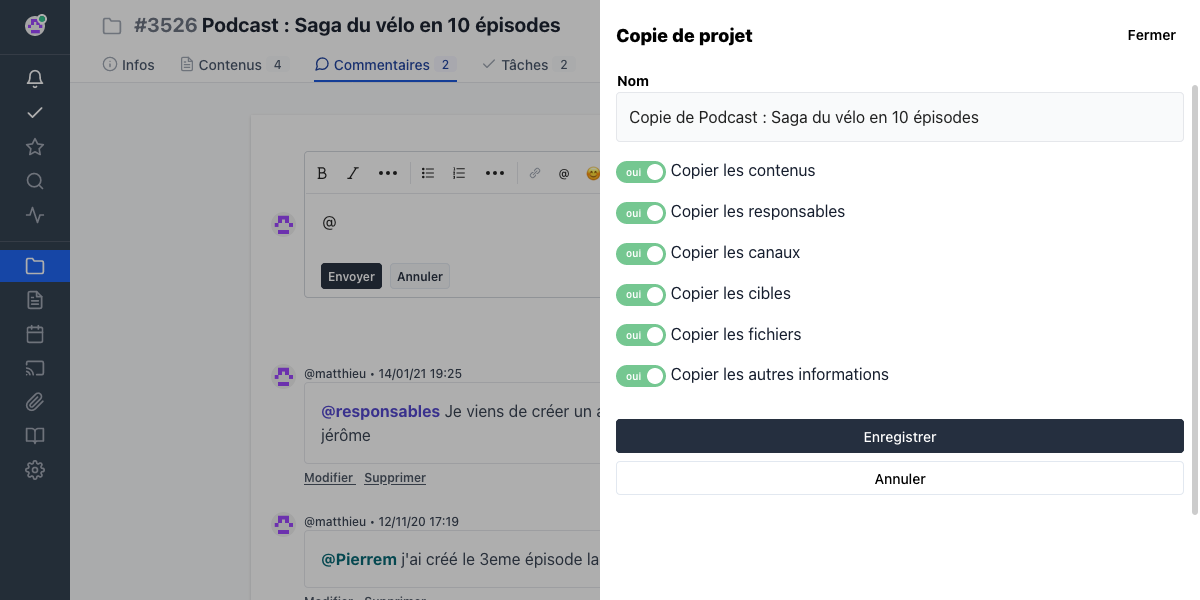 #3526 Podcast : Saga du vélo en 10 épisodes
Infos
Contenus 4
Commentaires 2
Tâches 2
B I ••• ••• @
@
Envoyer
Annuler
@matthieu • 14/01/21 19:25
@responsables Je viens de créer un
jérôme
Modifier Supprimer
@matthieu • 12/11/20 17:19
@Pierrem j'ai créé le 3eme épisode
Modifier Supprimer
Copie de projet
Fermer
Nom
Copie de Podcast : Saga du vélo en 10 épisodes
oui Copier les contenus
oui Copier les responsables
oui Copier les canaux
oui Copier les cibles
oui Copier les fichiers
oui Copier les autres informations
Enregistrer
Annuler